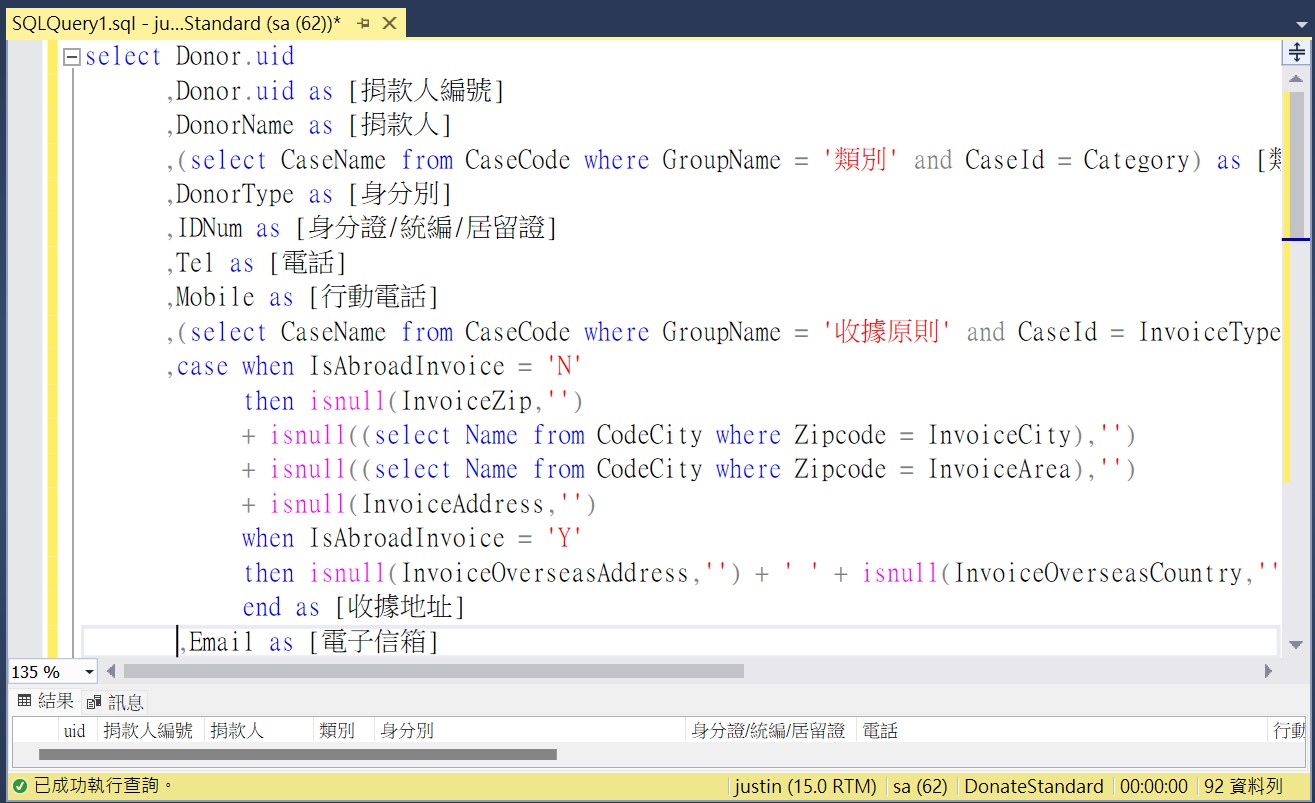 SQLQuery1.sql - ju...Standard (sa (62))*
select Donor.uid
,Donor.uid as [捐款人編號]
,DonorName as [捐款人]
,(select CaseName from CaseCode where GroupName = '類別' and CaseId = Category) as [類
,DonorType as [身分別]
,IDNum as [身分證/統編/居留證]
,Tel as [電話]
,Mobile as [行動電話]
,(select CaseName from CaseCode where GroupName = '收據原則' and CaseId = InvoiceType
,case when IsAbroadInvoice = 'N'
then isnull(InvoiceZip,'')
+ isnull((select Name from CodeCity where Zipcode = InvoiceCity),'')
+ isnull((select Name from CodeCity where Zipcode = InvoiceArea),'')
+ isnull(InvoiceAddress,'')
when IsAbroadInvoice = 'Y'
then isnull(InvoiceOverseasAddress,'') + ' ' + isnull(InvoiceOverseasCountry,''
end as [收據地址]
,Email as [電子信箱]
135 %
結果 訊息
uid 捐款人編號 捐款人 類別 身分別 身分證/統編/居留證 電話 行動
已成功執行查詢。 justin (15.0 RTM) sa (62) DonateStandard 00:00:00 92 資料列